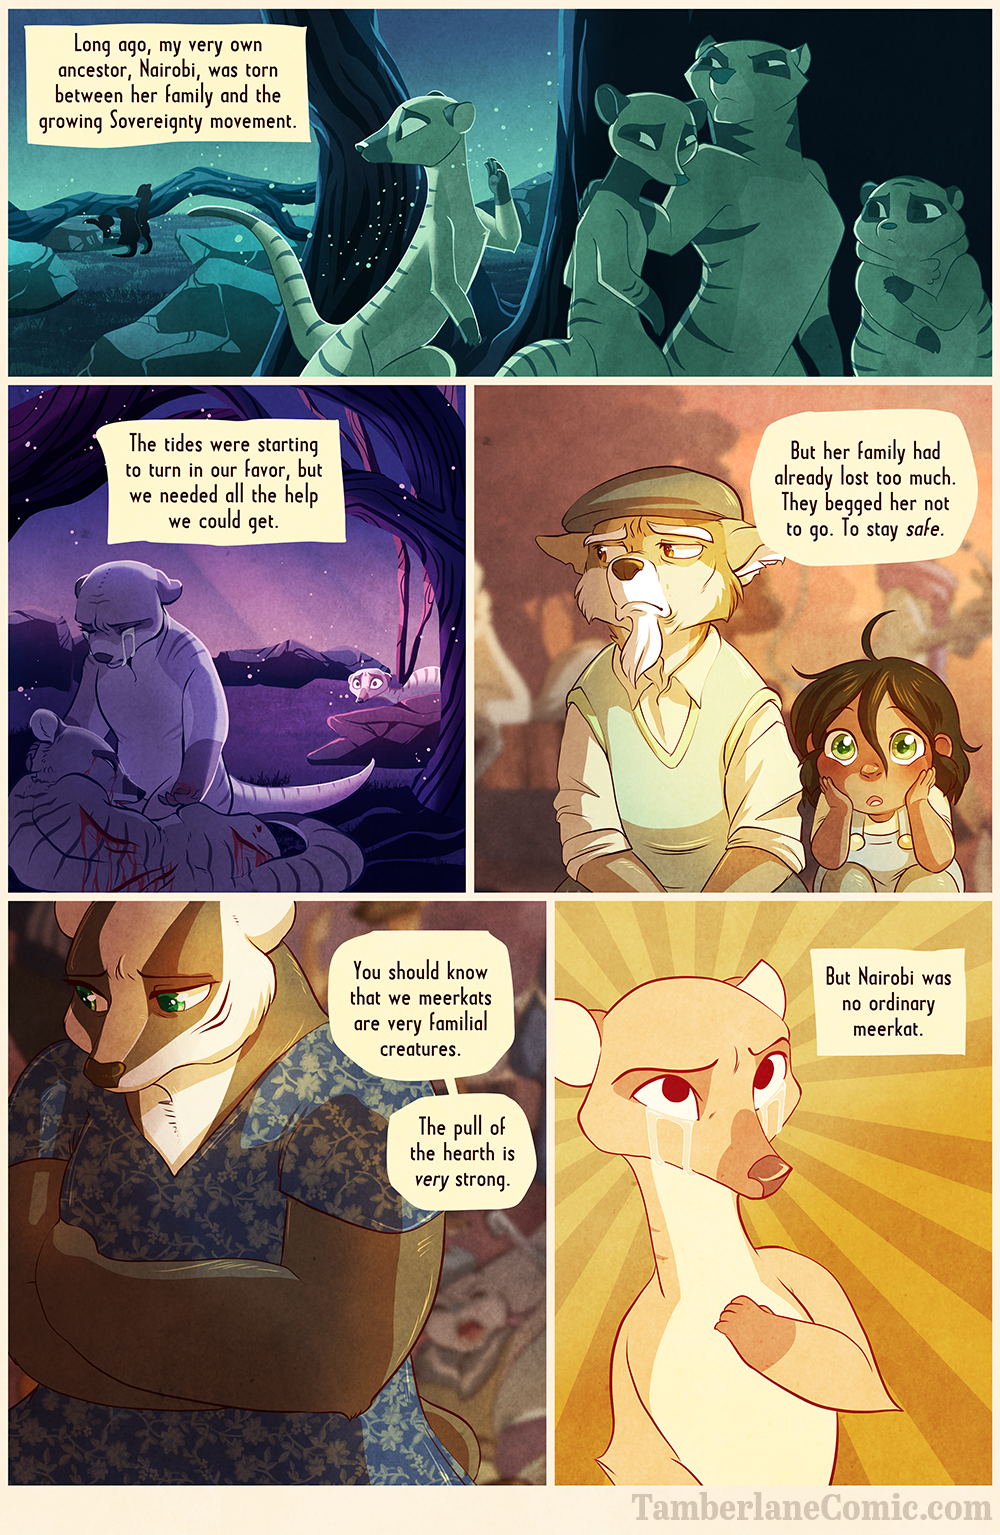 Long ago, my very own
ancestor, Nairobi, was torn
between her family and the
growing Sovereignty movement.
The tides were starting
to turn in our favor, but
we needed all the help
we could get.
But her family had
already lost too much.
They begged her not
to go. To stay safe.
You should know
that we meerkats
are very familial
creatures.
The pull of
the hearth is
very strong.
But Nairobi was
no ordinary
meerkat.
TamberlaneComic.com